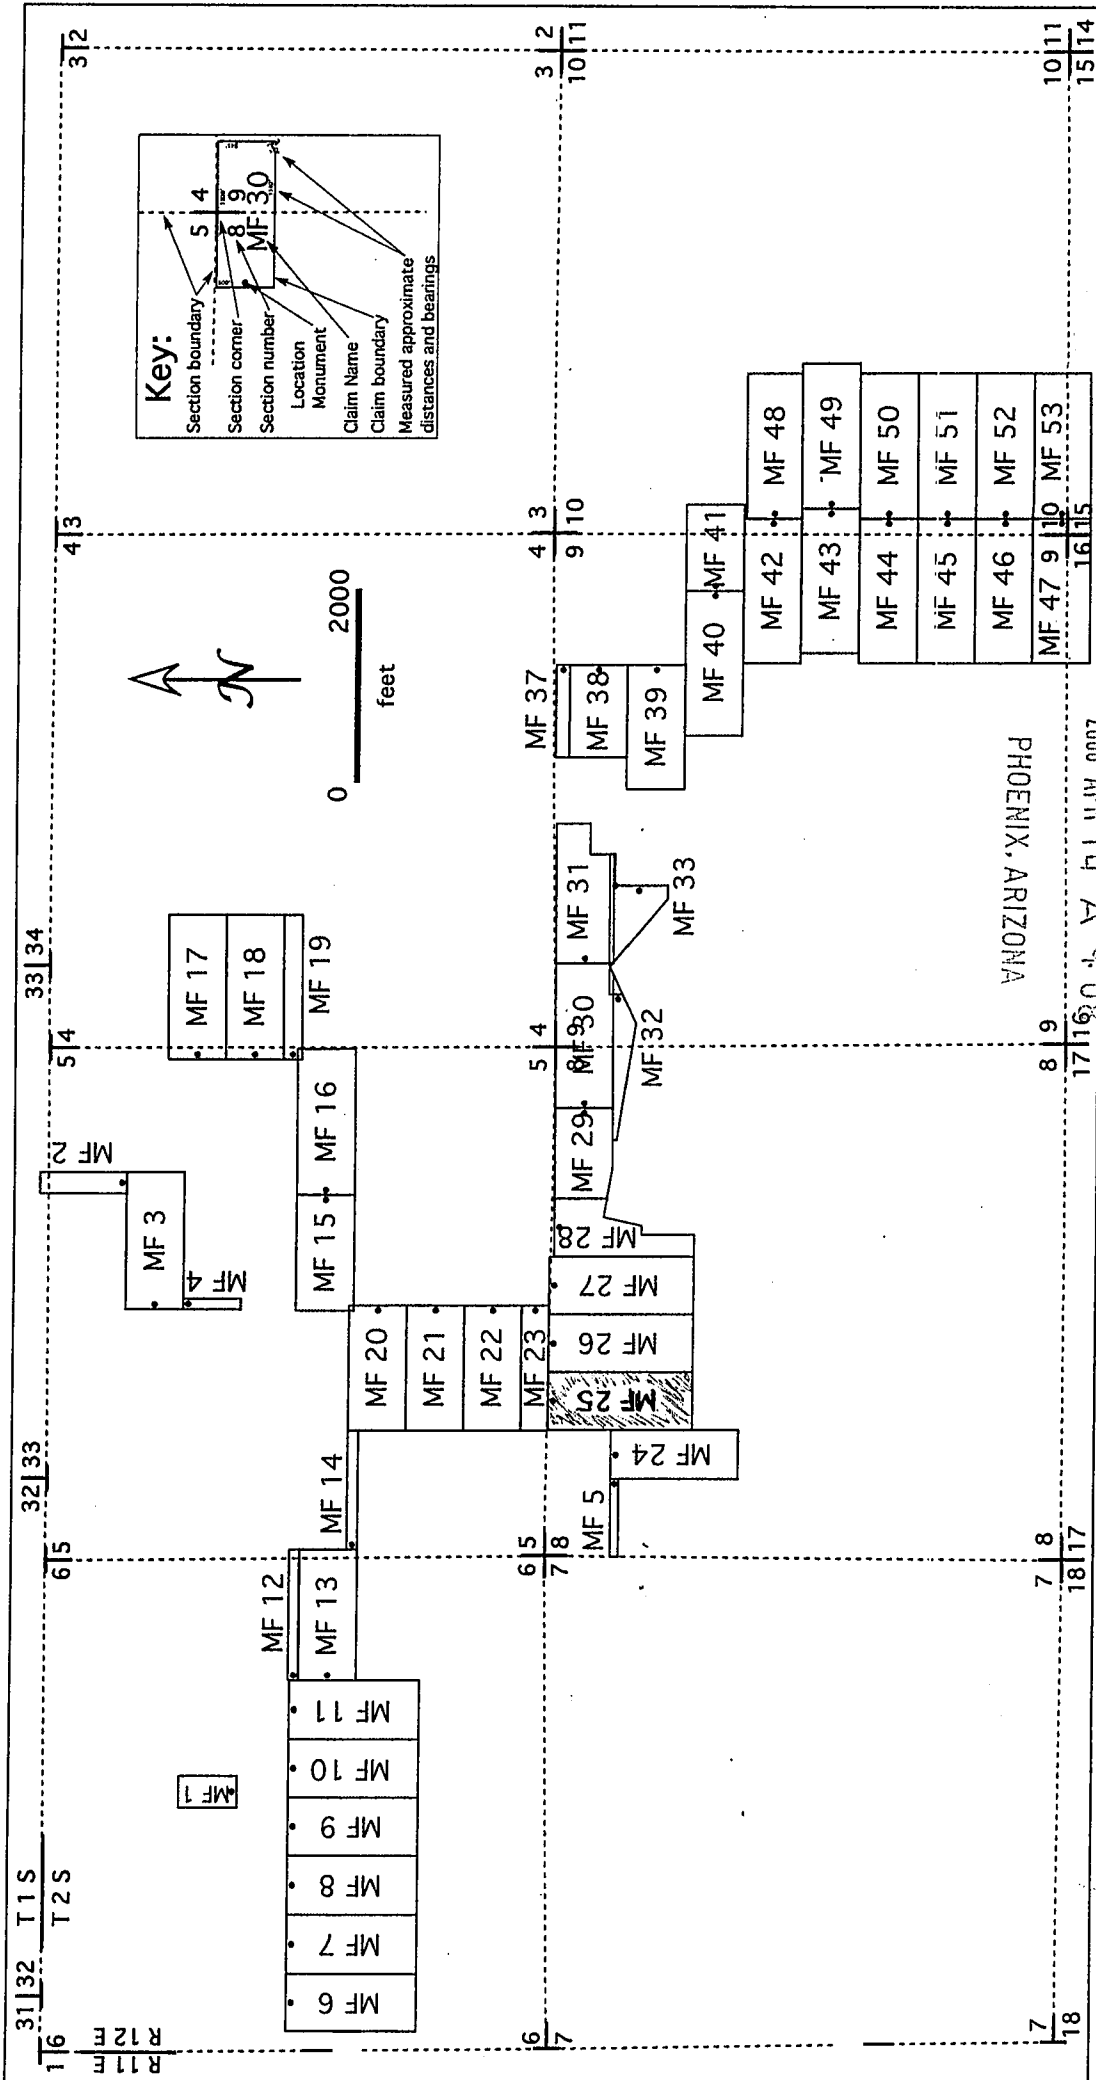 1 6
R11E R12E
31 32 T1S
T2S
32 33
6 5
33 34
5 4
4 3
3 2
MF 1
MF 2
MF 3
MF 4
MF 6
MF 7
MF 8
MF 9
MF 10
MF 11
MF 12
MF 13
MF 14
MF 15
MF 16
MF 17
MF 18
MF 19
MF 20
MF 21
MF 22
MF 23
N
0 2000
feet
Key:
Section boundary
Section corner
Section number
Location
Monument
Claim Name
Claim boundary
Measured approximate
distances and bearings
5 4
8 9
MF 30
6
7
6 5
7 8
5 4
8 9
4 3
9 10
3 2
10 11
MF 5
MF 24
MF 25
MF 26
MF 27
MF 28
MF 29
MF 30
MF 31
MF 32
MF 33
MF 37
MF 38
MF 39
MF 40
MF 41
MF 42
MF 43
MF 44
MF 45
MF 46
MF 47
MF 48
MF 49
MF 50
MF 51
MF 52
MF 53
PHOENIX, ARIZONA
7
18
7 8
18 17
8 9
17 16
9 10
16 15
10 11
15 14